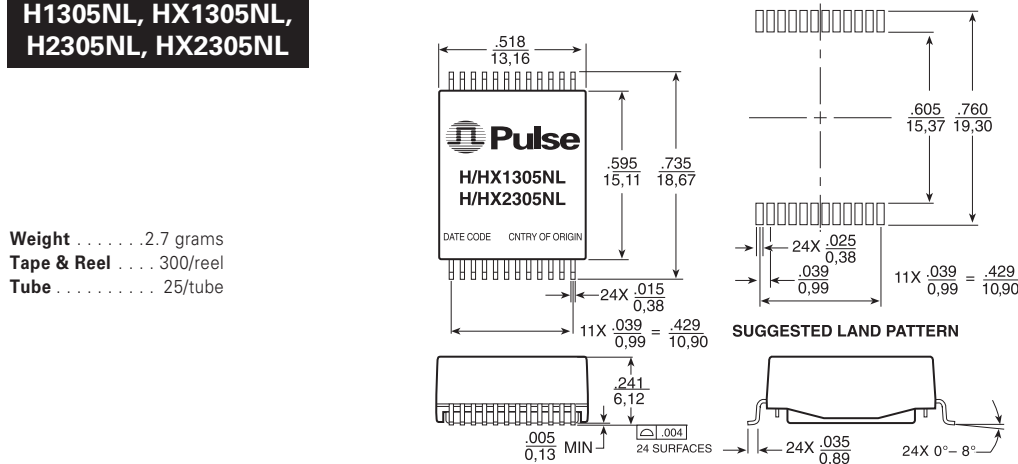 H1305NL, HX1305NL,
H2305NL, HX2305NL
Weight . . . . . . .2.7 grams
Tape & Reel . . . . 300/reel
Tube . . . . . . . . . . 25/tube
.518
13,16
Pulse
H/HX1305NL
H/HX2305NL
DATE CODE CNTRY OF ORIGIN
.595
15,11
.735
18,67
24X .015
0,38
11X .039 = .429
0,99 10,90
.605
15,37
.760
19,30
24X .025
0,38
.039
0,99
11X .039 = .429
0,99 10,90
SUGGESTED LAND PATTERN
.241
6,12
.005 MIN
0,13
.004
24 SURFACES
24X .035
0.89
24X 0°– 8°